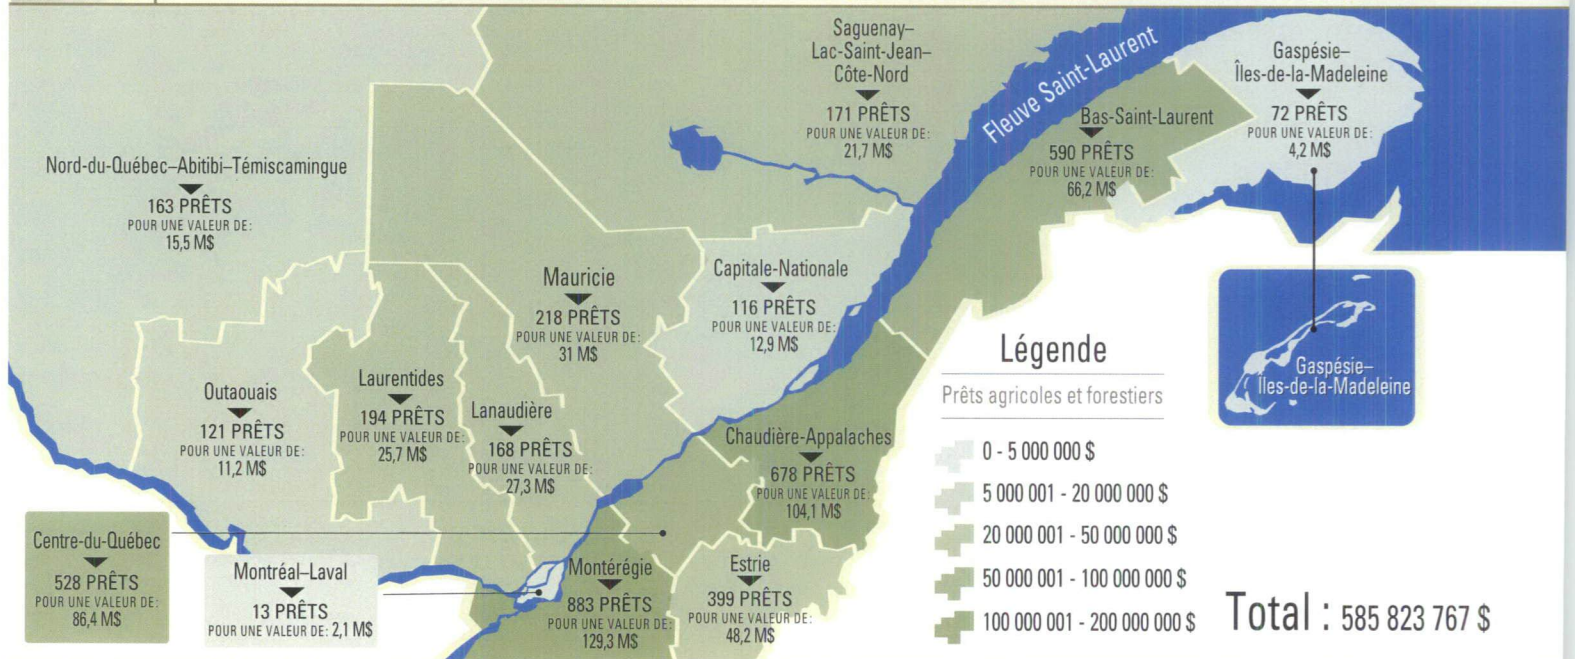 Saguenay–
Lac-Saint-Jean–
Côte-Nord
171 PRÊTS
POUR UNE VALEUR DE:
21,7 M$
Fleuve Saint-Laurent
Gaspésie–
Îles-de-la-Madeleine
72 PRÊTS
POUR UNE VALEUR DE:
4,2 M$
Bas-Saint-Laurent
590 PRÊTS
POUR UNE VALEUR DE:
66,2 M$
Nord-du-Québec–Abitibi–Témiscamingue
163 PRÊTS
POUR UNE VALEUR DE:
15,5 M$
Mauricie
218 PRÊTS
POUR UNE VALEUR DE:
31 M$
Capitale-Nationale
116 PRÊTS
POUR UNE VALEUR DE:
12,9 M$
Outaouais
121 PRÊTS
POUR UNE VALEUR DE:
11,2 M$
Laurentides
194 PRÊTS
POUR UNE VALEUR DE:
25,7 M$
Lanaudière
168 PRÊTS
POUR UNE VALEUR DE:
27,3 M$
Chaudière-Appalaches
678 PRÊTS
POUR UNE VALEUR DE:
104,1 M$
Centre-du-Québec
528 PRÊTS
POUR UNE VALEUR DE:
86,4 M$
Montréal–Laval
13 PRÊTS
POUR UNE VALEUR DE: 2,1 M$
Montérégie
883 PRÊTS
POUR UNE VALEUR DE:
129,3 M$
Estrie
399 PRÊTS
POUR UNE VALEUR DE:
48,2 M$
Gaspésie–
Îles-de-la-Madeleine
Légende
Prêts agricoles et forestiers
0 - 5 000 000 $
5 000 001 - 20 000 000 $
20 000 001 - 50 000 000 $
50 000 001 - 100 000 000 $
100 000 001 - 200 000 000 $
Total : 585 823 767 $